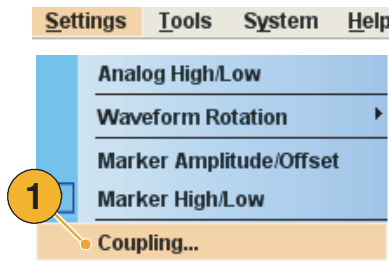 Settings Tools System Help
Analog High/Low
Waveform Rotation
Marker Amplitude/Offset
1 Marker High/Low
Coupling...